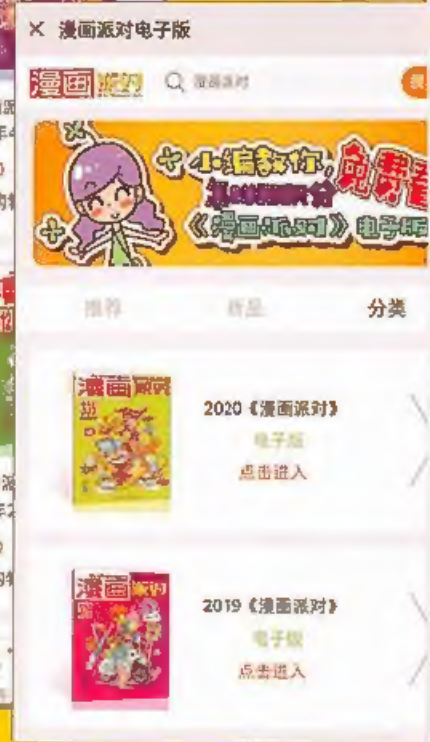 × 漫画派对电子版
漫画派对
漫画派对
搜
小编教你,免费看
《漫画派对》电子版
推荐 新品 分类
漫画派对
2020《漫画派对》
电子版
点击进入
漫画派对
2019《漫画派对》
电子版
点击进入